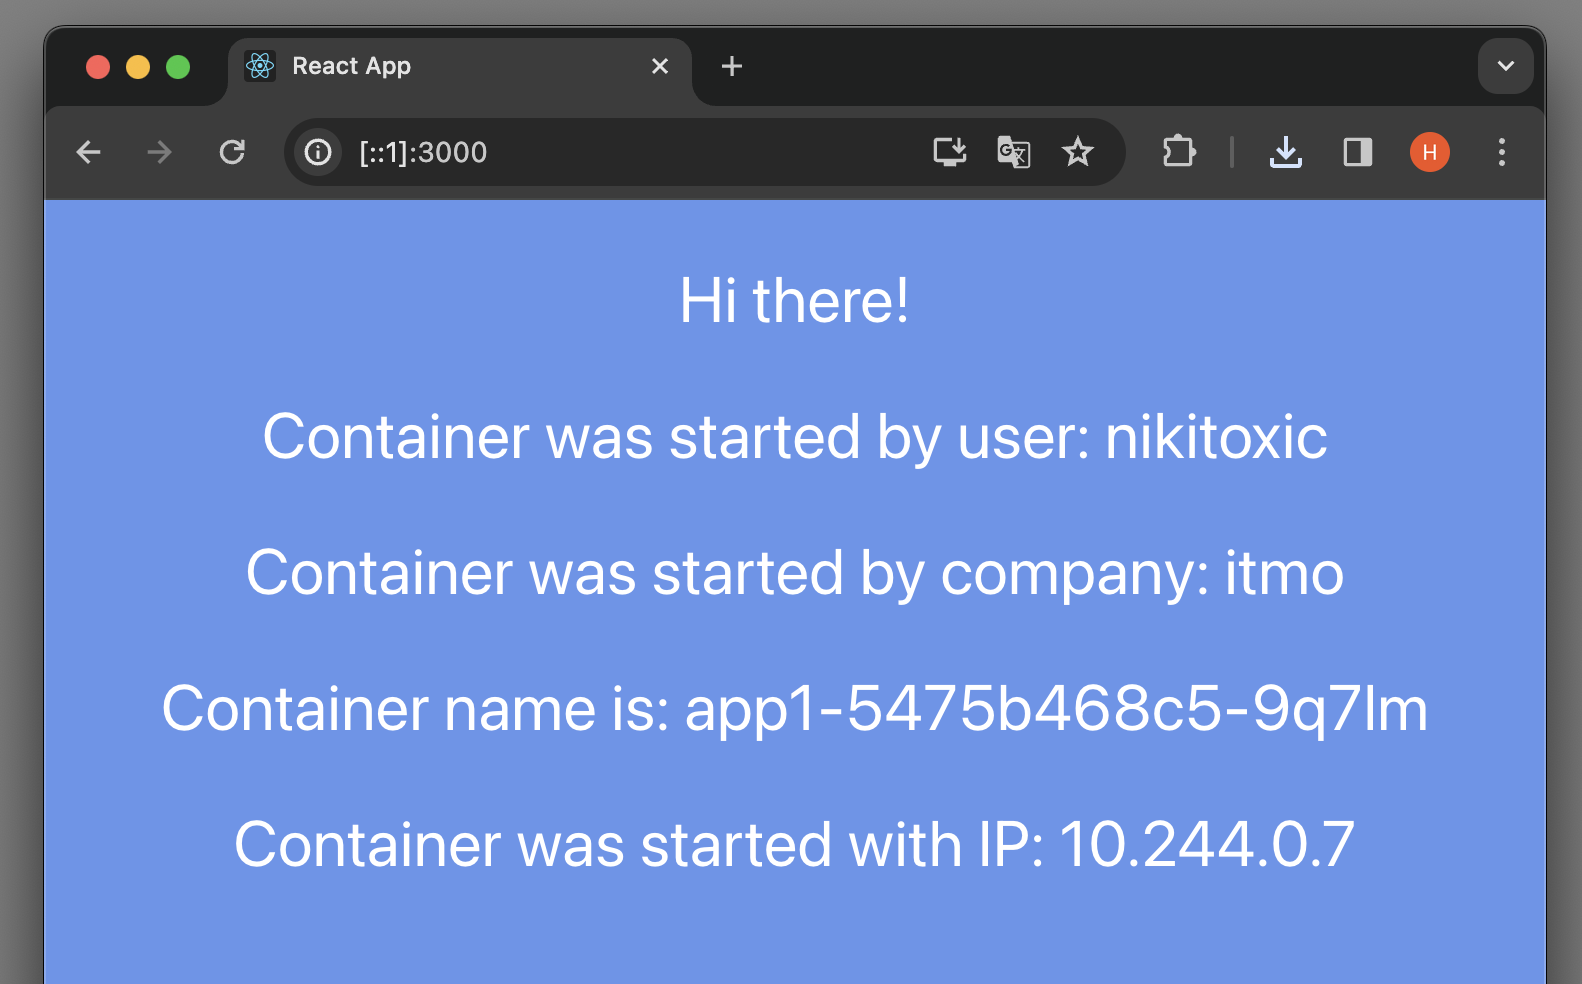 React App
[::1]:3000
H
Hi there!
Container was started by user: nikitoxic
Container was started by company: itmo
Container name is: app1-5475b468c5-9q7lm
Container was started with IP: 10.244.0.7